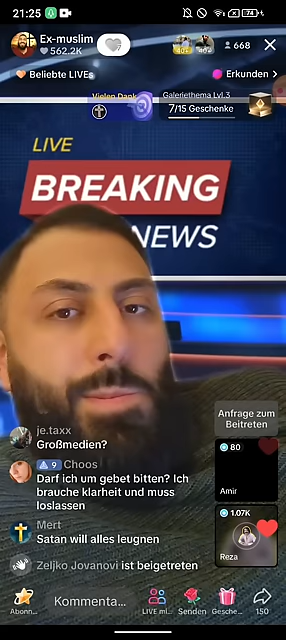 21:25
74
Ex-muslim
562.2K
668
Beliebte LIVEs
Erkunden >
Vielen Dank
Galeriethema Lvl.3
7/15 Geschenke
LIVE
BREAKING
NEWS
Anfrage zum
Beitreten
je.taxx
Großmedien?
80
9 Choos
Darf ich um gebet bitten? Ich
brauche klarheit und muss
loslassen
Amir
1.07K
Mert
Satan will alles leugnen
Reza
Zeljko Jovanovi ist beigetreten
Abonn...
Kommenta...
LIVE mi...
Senden
Gesche...
150